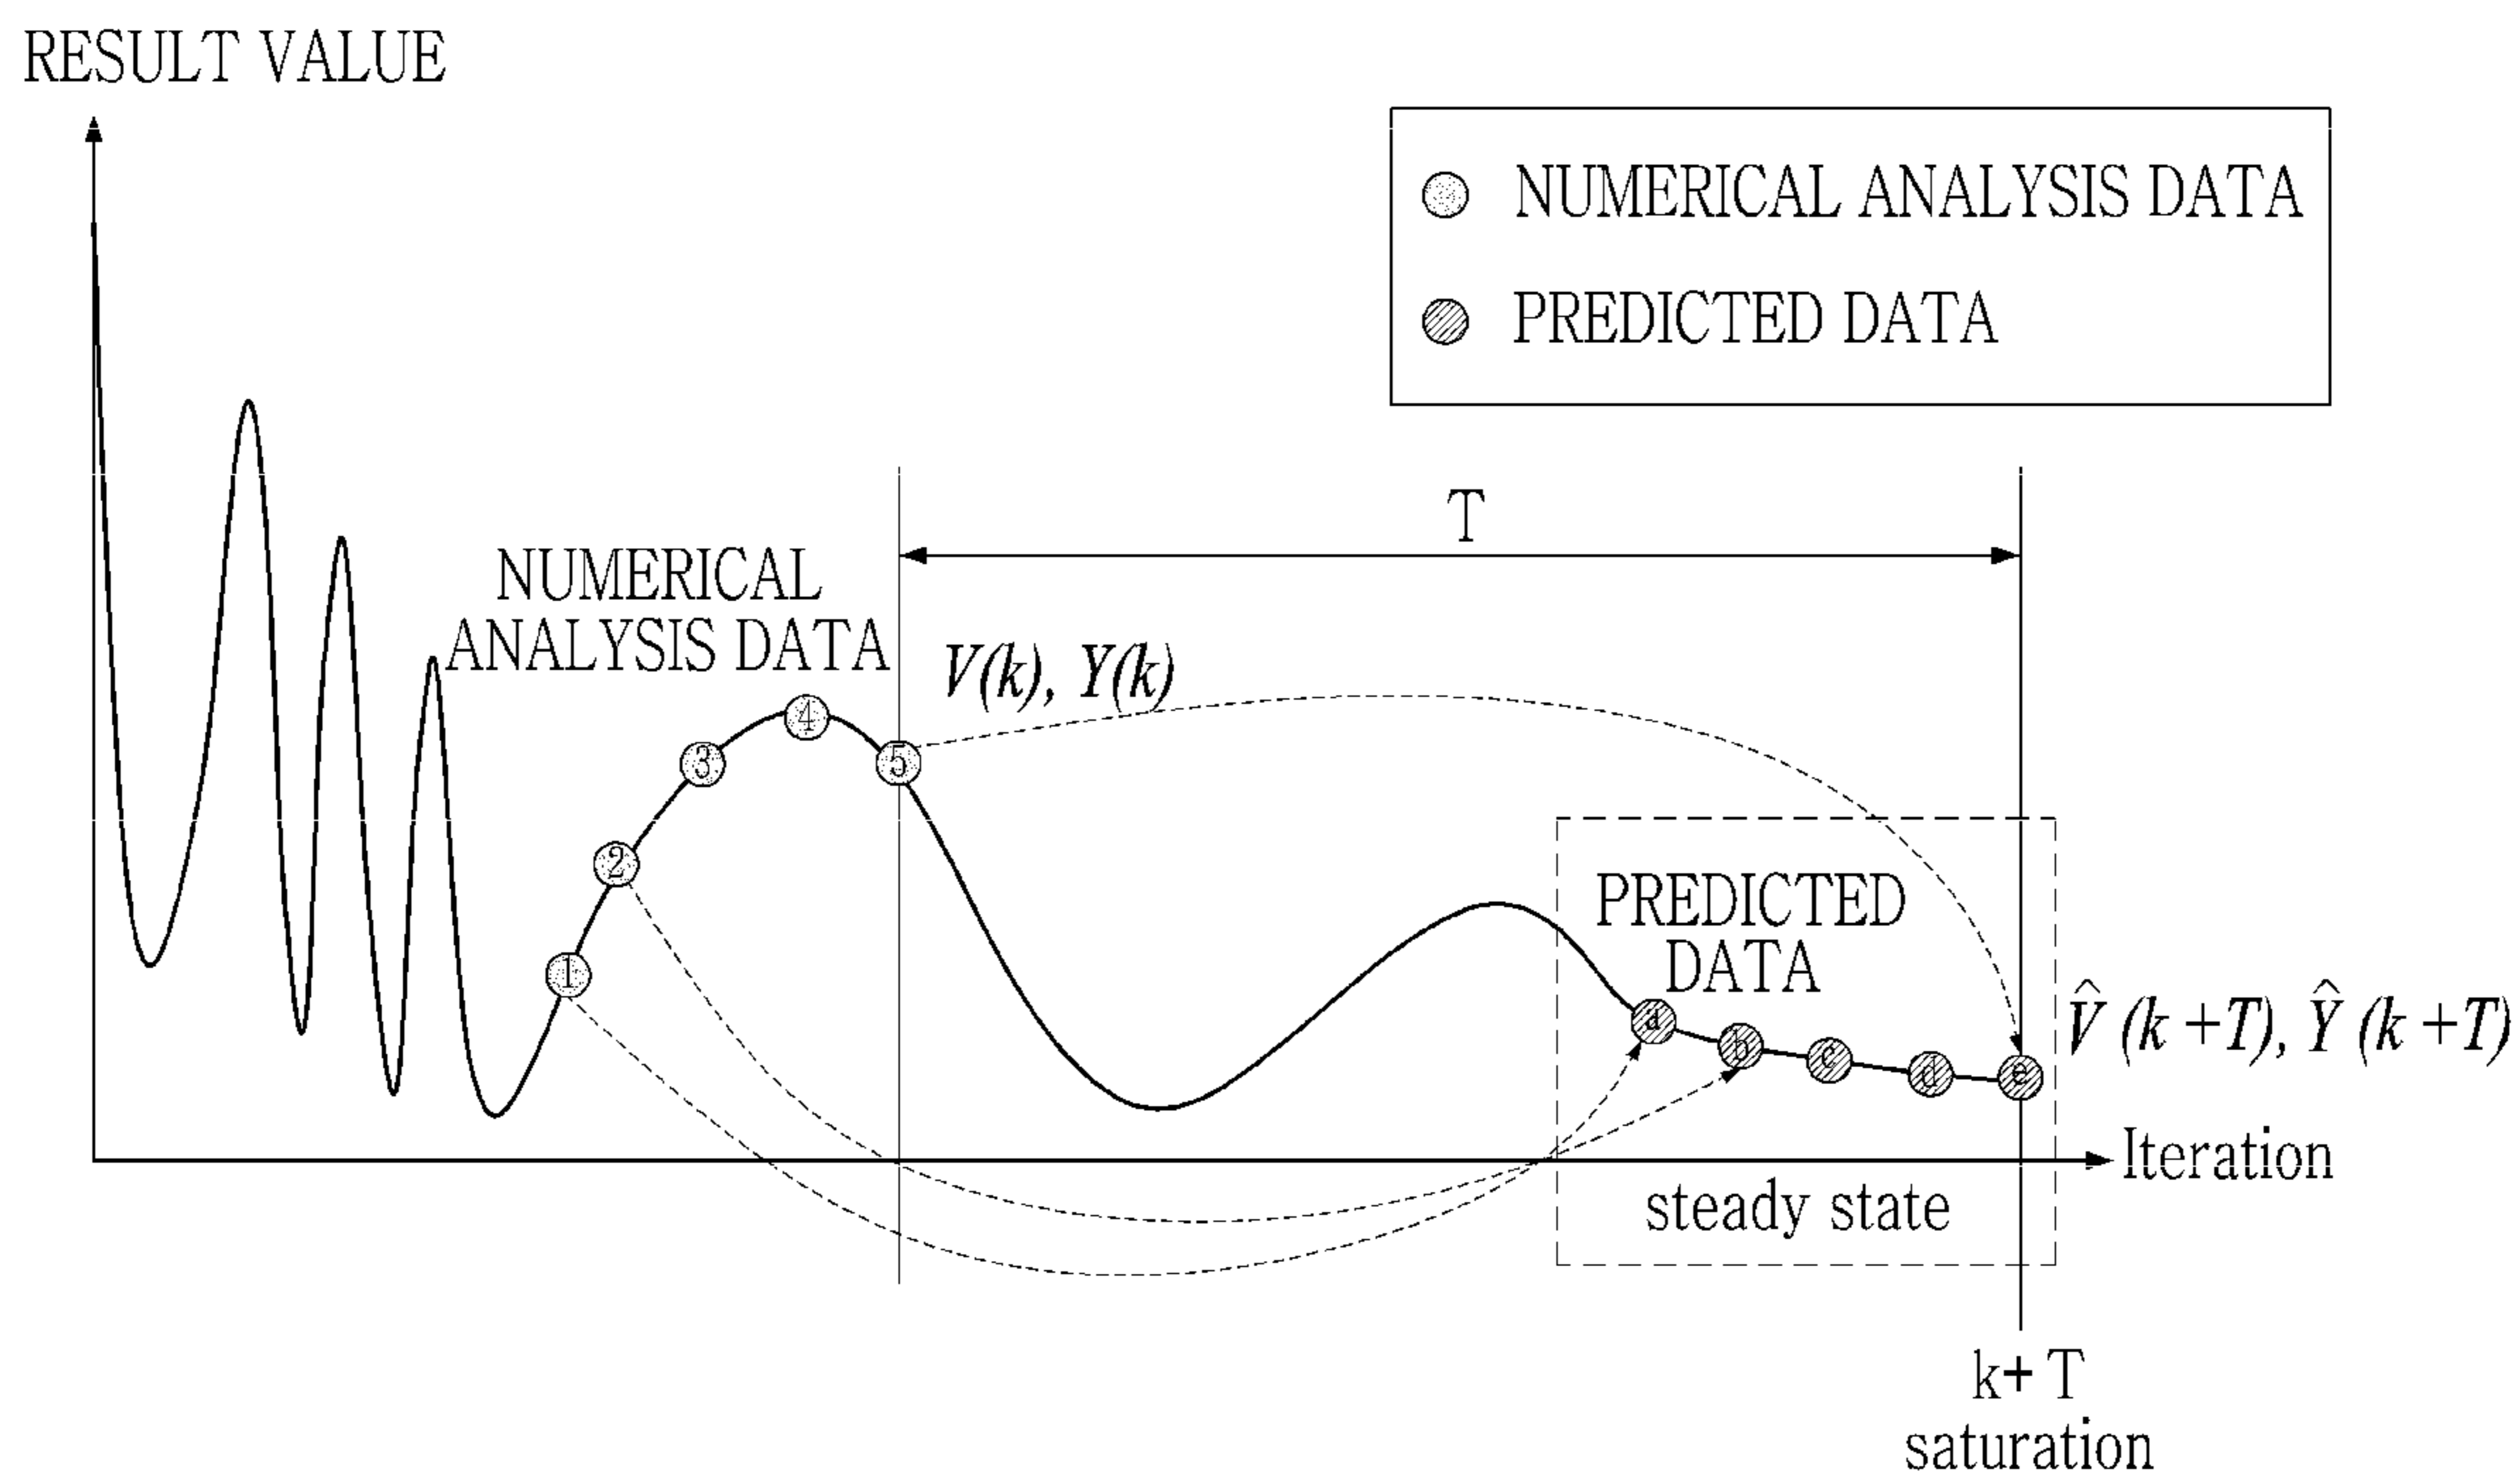 RESULT VALUE
NUMERICAL ANALYSIS DATA
PREDICTED DATA
T
NUMERICAL
ANALYSIS DATA
V(k), Y(k)
4
3
5
2
1
PREDICTED
DATA
a
b
c
d
e
V̂ (k +T), Ŷ (k +T)
Iteration
steady state
k+ T
saturation